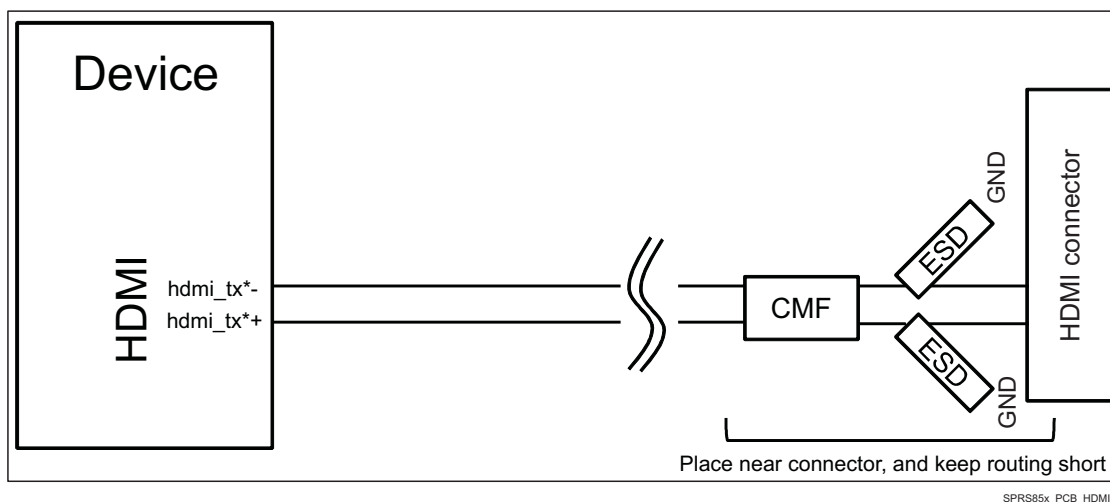 Device
HDMI
hdmi_tx*-
hdmi_tx*+
CMF
ESD
GND
ESD
GND
HDMI connector
Place near connector, and keep routing short
SPRS85x_PCB_HDMI